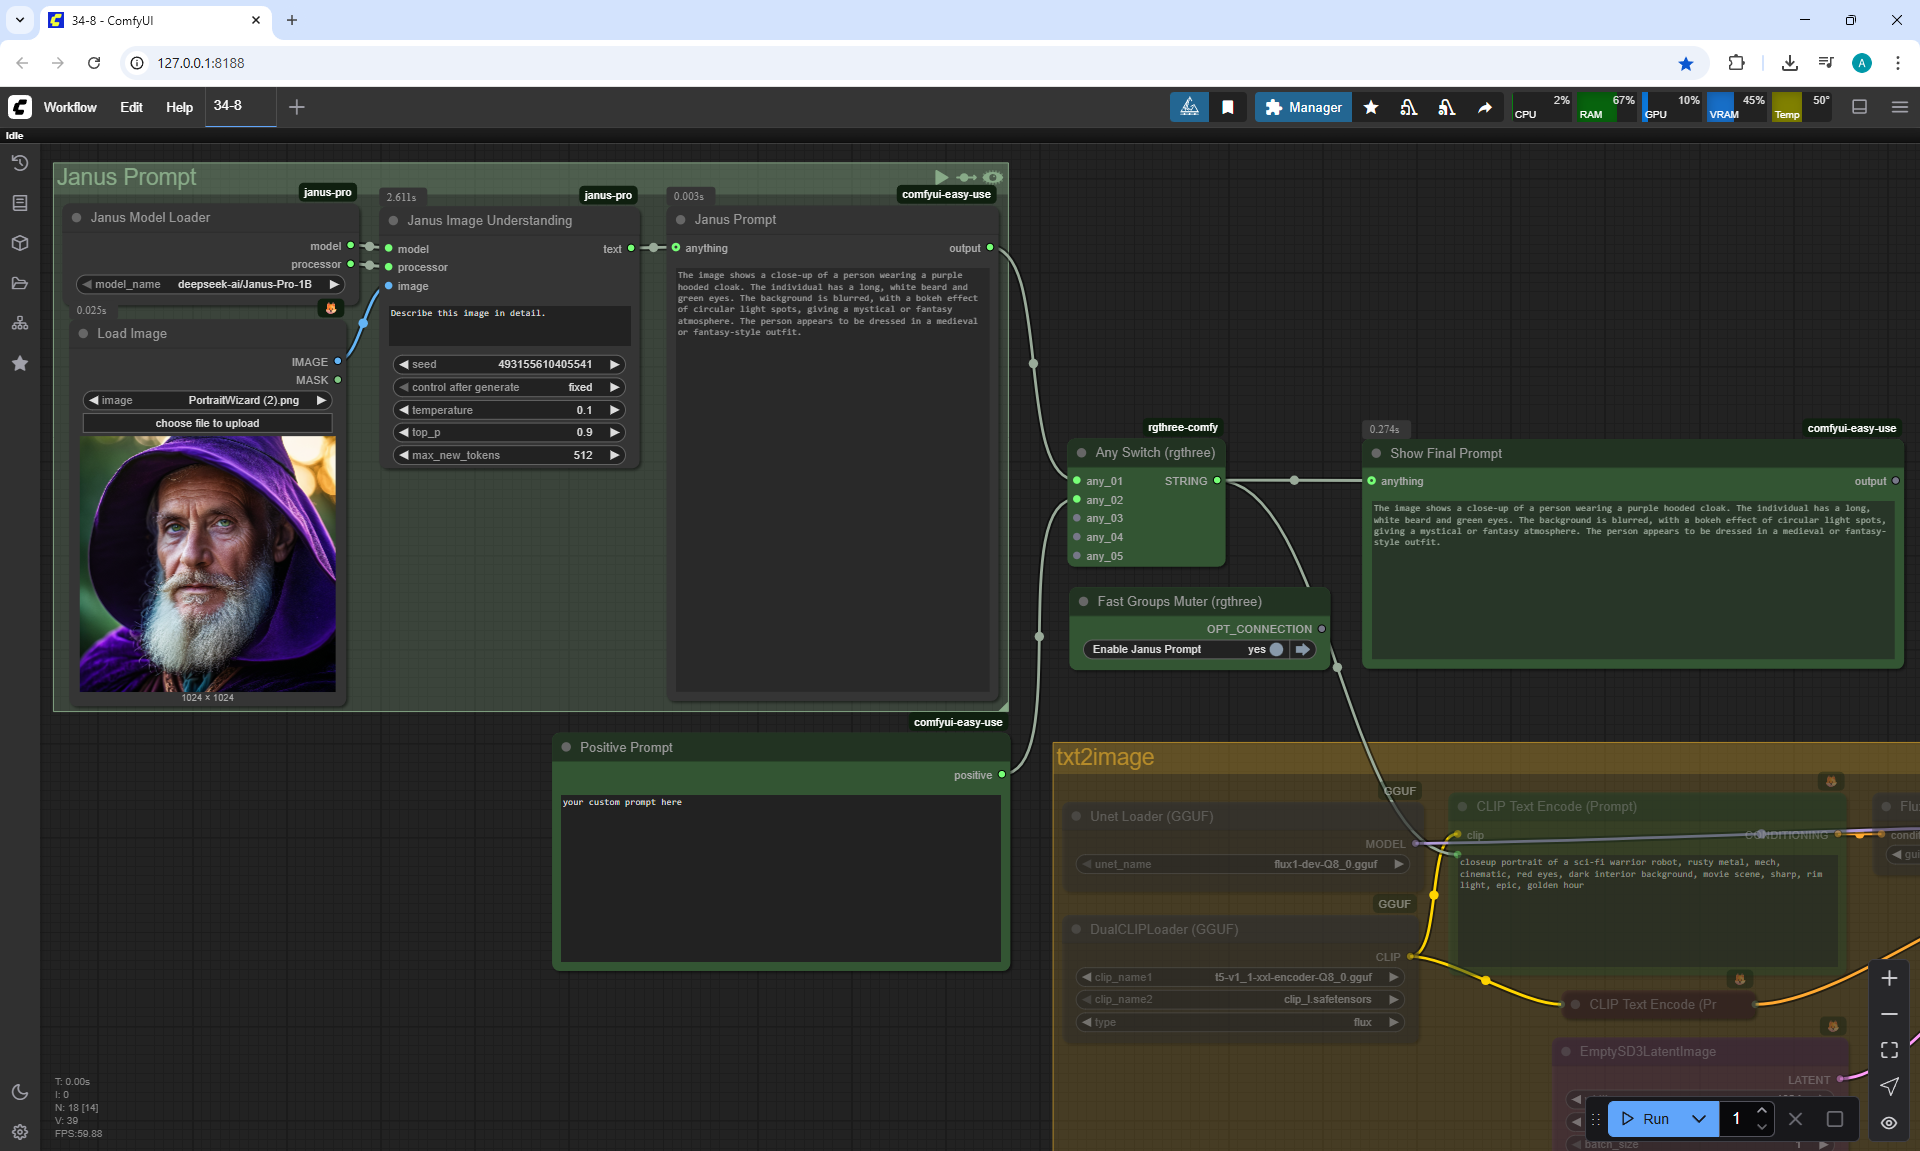 34-8 - ComfyUI
127.0.0.1:8188
A
Workflow Edit Help 34-8
Manager
CPU 2% RAM 67% GPU 10% VRAM 45% Temp 50°
Idle
Janus Prompt
janus-pro
Janus Model Loader
model
processor
model_name deepseek-ai/Janus-Pro-1B
0.025s
Load Image
IMAGE
MASK
image PortraitWizard (2).png
choose file to upload
1024 × 1024
2.611s
janus-pro
Janus Image Understanding
model text
processor
image
Describe this image in detail.
seed 493155610405541
control after generate fixed
temperature 0.1
top_p 0.9
max_new_tokens 512
0.003s
comfyui-easy-use
Janus Prompt
anything output
The image shows a close-up of a person wearing a purple
hooded cloak. The individual has a long, white beard and
green eyes. The background is blurred, with a bokeh effect
of circular light spots, giving a mystical or fantasy
atmosphere. The person appears to be dressed in a medieval
or fantasy-style outfit.
rgthree-comfy
Any Switch (rgthree)
any_01 STRING
any_02
any_03
any_04
any_05
Fast Groups Muter (rgthree)
OPT_CONNECTION
Enable Janus Prompt yes
0.274s
comfyui-easy-use
Show Final Prompt
anything output
The image shows a close-up of a person wearing a purple hooded cloak. The individual has a long,
white beard and green eyes. The background is blurred, with a bokeh effect of circular light spots,
giving a mystical or fantasy atmosphere. The person appears to be dressed in a medieval or fantasy-
style outfit.
comfyui-easy-use
Positive Prompt
positive
your custom prompt here
txt2image
GGUF
Unet Loader (GGUF)
MODEL
unet_name flux1-dev-Q8_0.gguf
GGUF
DualCLIPLoader (GGUF)
CLIP
clip_name1 t5-v1_1-xxl-encoder-Q8_0.gguf
clip_name2 clip_l.safetensors
type flux
CLIP Text Encode (Prompt)
clip CONDITIONING
closeup portrait of a sci-fi warrior robot, rusty metal, mech,
cinematic, red eyes, dark interior background, movie scene, sharp, rim
light, epic, golden hour
Flu
condi
gui
CLIP Text Encode (Pr
EmptySD3LatentImage
LATENT
batch_size 1
Run 1
T: 0.00s
I: 0
N: 18 [14]
V: 39
FPS:59.88